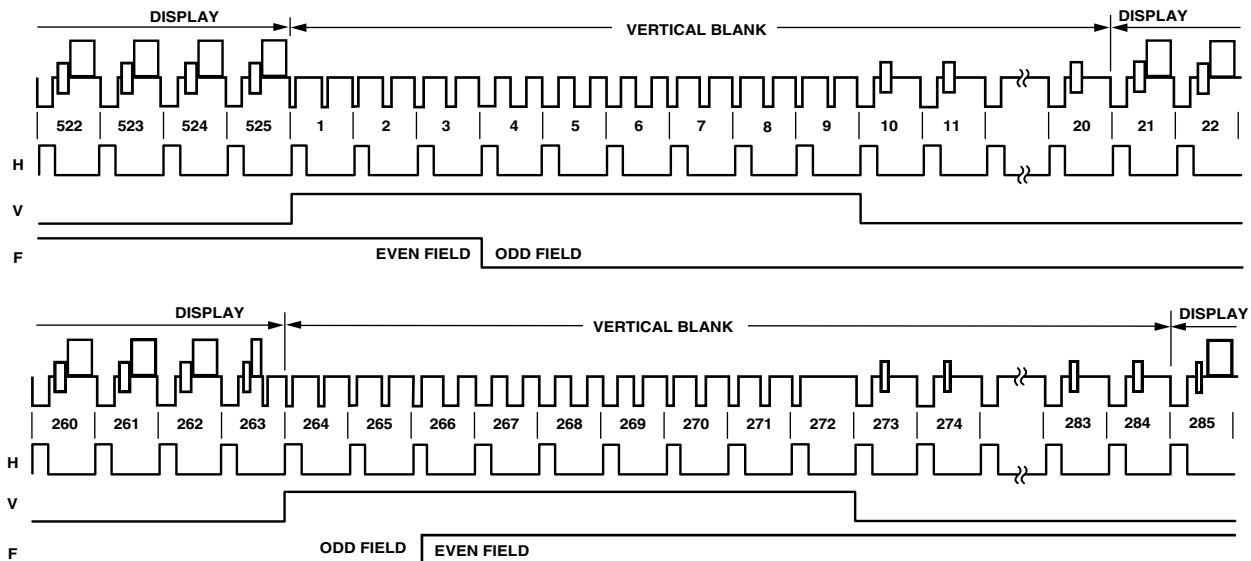 DISPLAY VERTICAL BLANK DISPLAY
522 523 524 525 1 2 3 4 5 6 7 8 9 10 11 20 21 22
H
V
F EVEN FIELD ODD FIELD
DISPLAY VERTICAL BLANK DISPLAY
260 261 262 263 264 265 266 267 268 269 270 271 272 273 274 283 284 285
H
V
F ODD FIELD EVEN FIELD